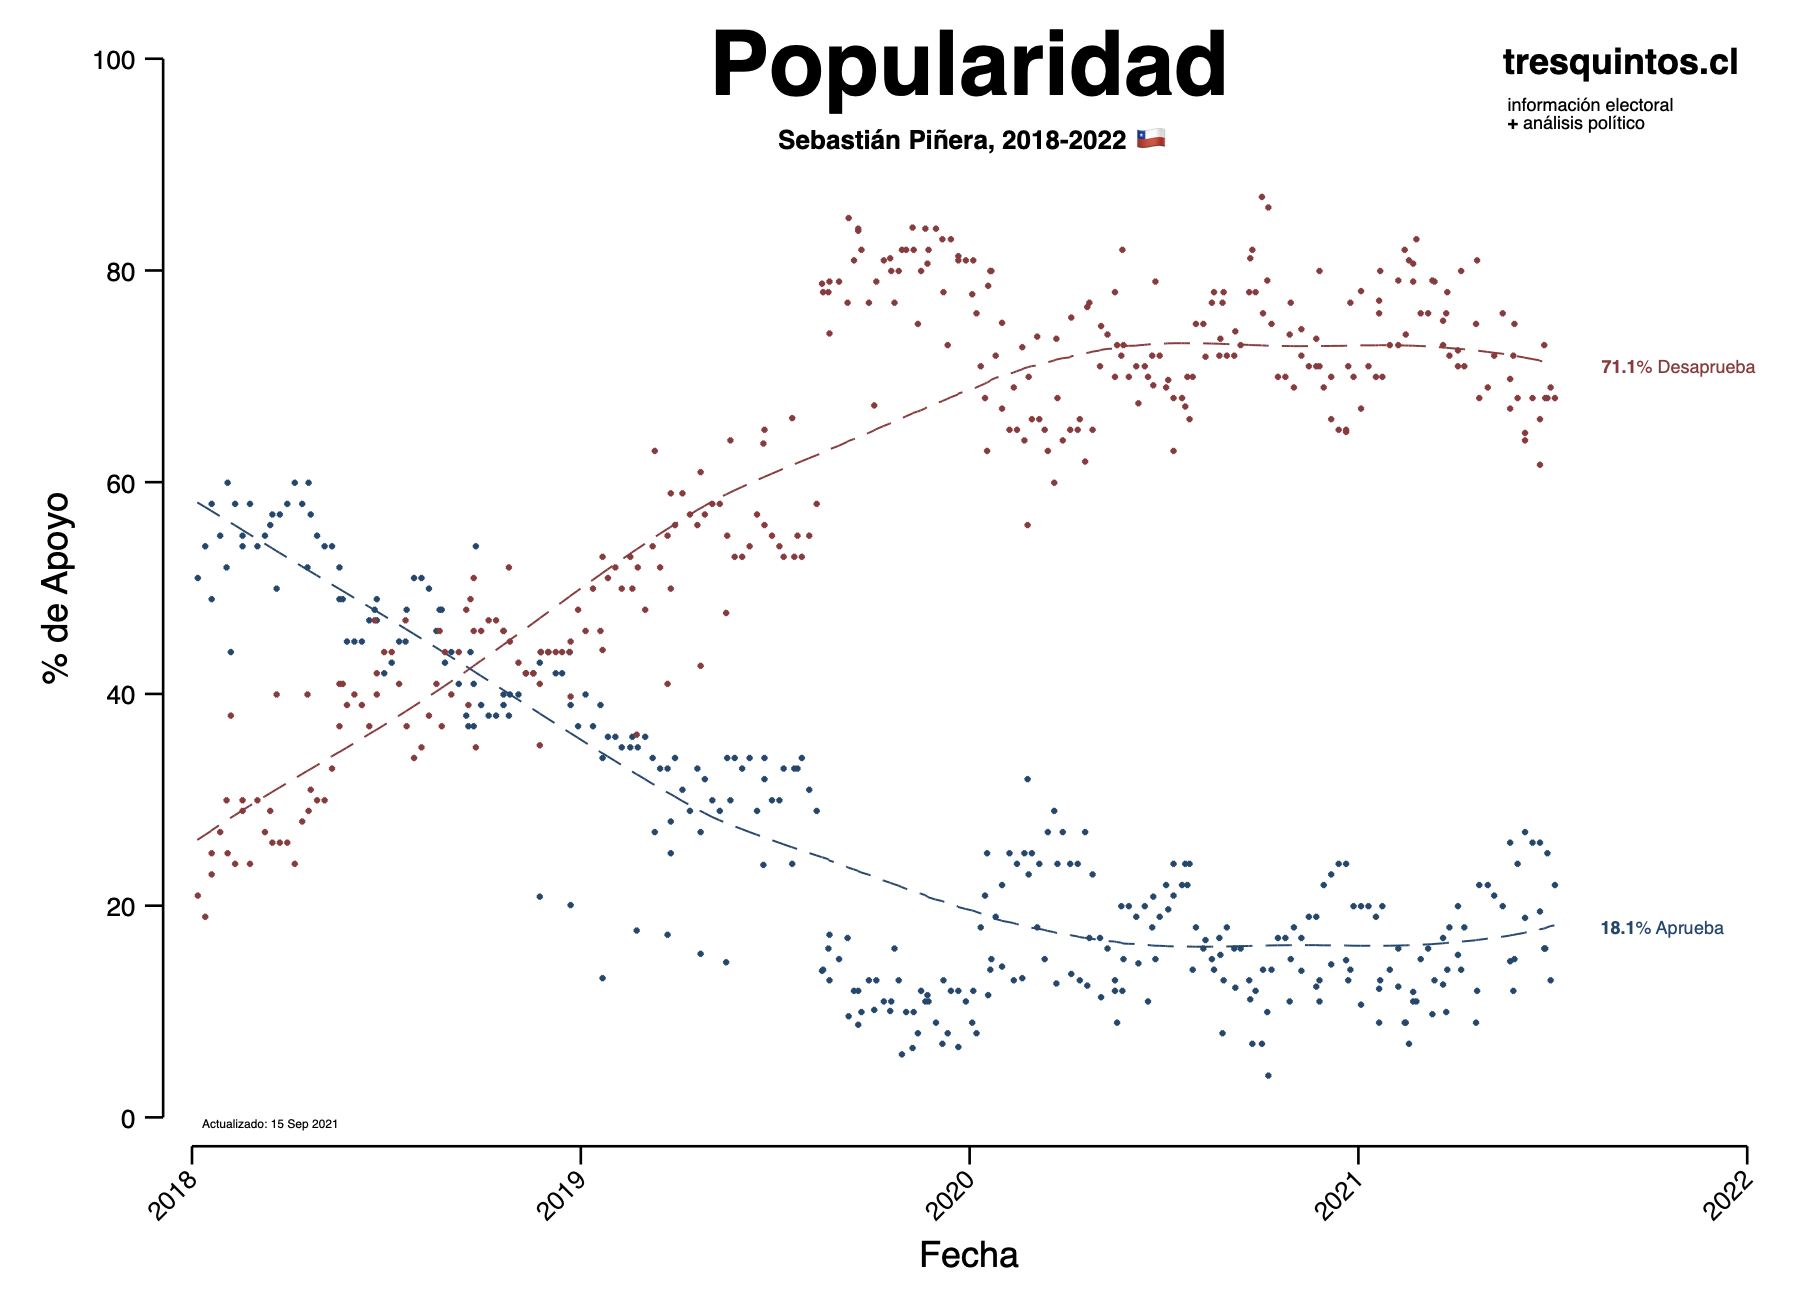 Popularidad
Sebastián Piñera, 2018-2022 🇨🇱
tresquintos.cl
información electoral
+ análisis político
100
80
60
40
20
0
% de Apoyo
71.1% Desaprueba
18.1% Aprueba
Actualizado: 15 Sep 2021
2018
2019
2020
2021
2022
Fecha